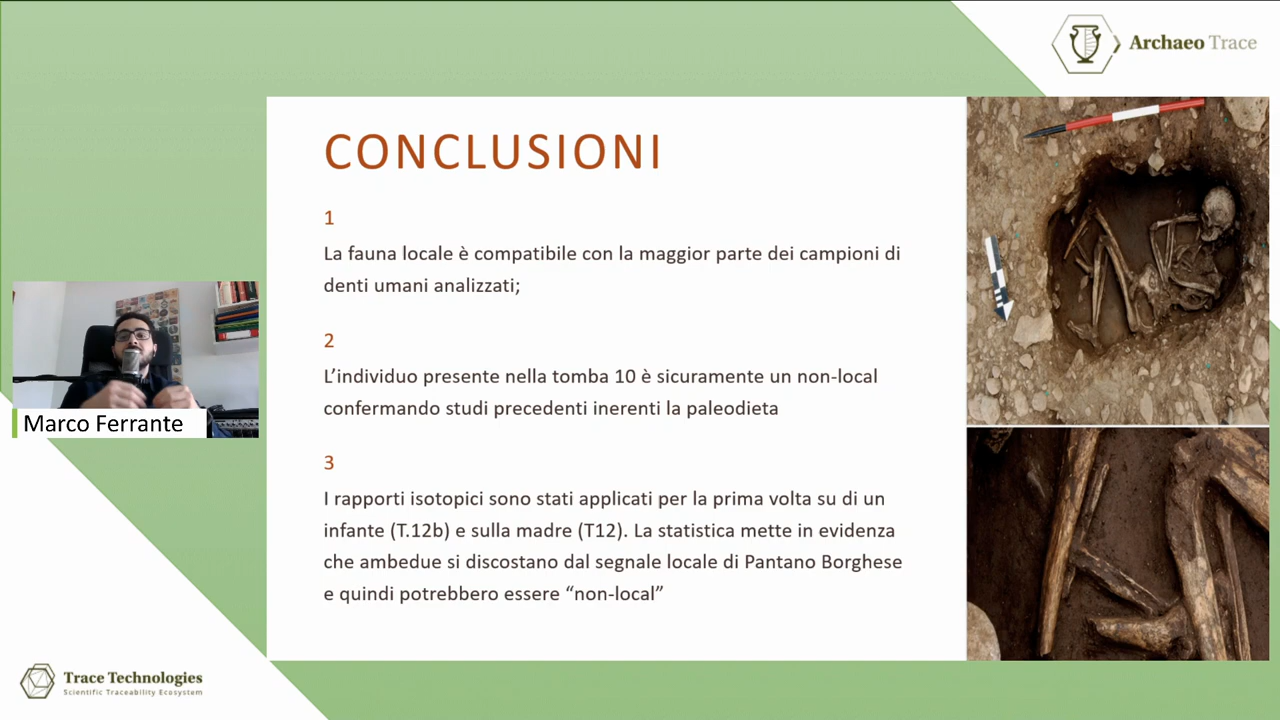 Archaeo Trace
CONCLUSIONI
1
La fauna locale è compatibile con la maggior parte dei campioni di
denti umani analizzati;
2
L’individuo presente nella tomba 10 è sicuramente un non-local
confermando studi precedenti inerenti la paleodieta
3
I rapporti isotopici sono stati applicati per la prima volta su di un
infante (T.12b) e sulla madre (T12). La statistica mette in evidenza
che ambedue si discostano dal segnale locale di Pantano Borghese
e quindi potrebbero essere “non-local”
Marco Ferrante
Trace Technologies
Scientific Traceability Ecosystem